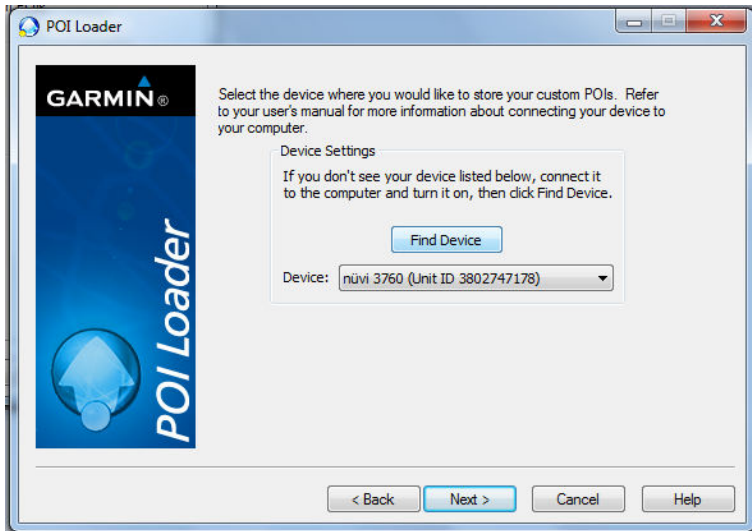 POI Loader
GARMIN®
POI Loader
Select the device where you would like to store your custom POIs. Refer
to your user's manual for more information about connecting your device to
your computer.
Device Settings
If you don't see your device listed below, connect it
to the computer and turn it on, then click Find Device.
Find Device
Device: nüvi 3760 (Unit ID 3802747178)
< Back Next > Cancel Help